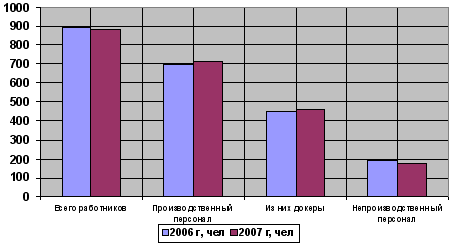 1000
900
800
700
600
500
400
300
200
100
0
Всего работников
Производственный
персонал
Из них докеры
Непроизводственный
персонал
2006 г, чел
2007 г, чел